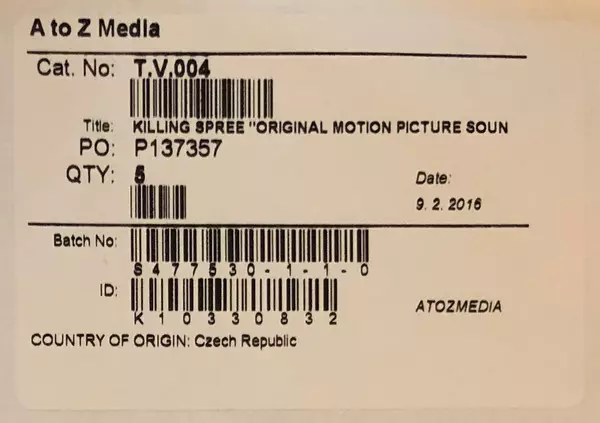 A to Z Media
Cat. No: T.V.004
Title: KILLING SPREE "ORIGINAL MOTION PICTURE SOUN
PO: P137357
QTY: 5
Date:
9. 2. 2016
Batch No:
S477530-1-1-0
ID:
K10330832
ATOZMEDIA
COUNTRY OF ORIGIN: Czech Republic